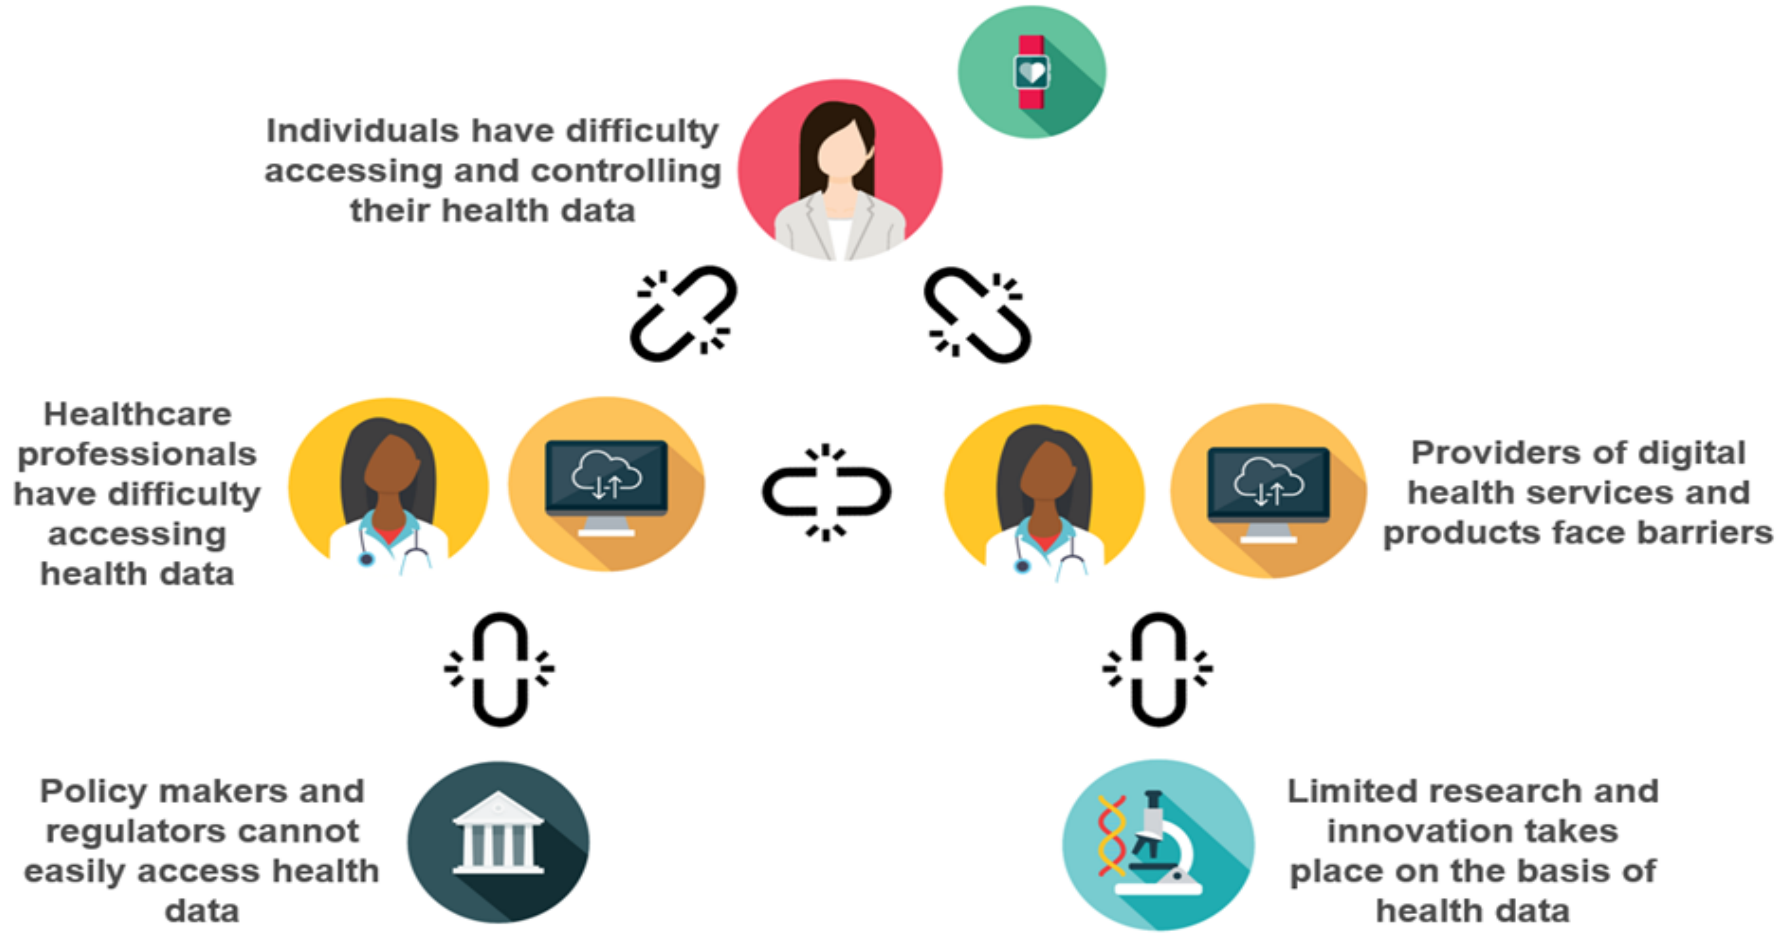 Individuals have difficulty
accessing and controlling
their health data
Healthcare
professionals
have difficulty
accessing
health data
Providers of digital
health services and
products face barriers
Policy makers and
regulators cannot
easily access health
data
Limited research and
innovation takes
place on the basis of
health data